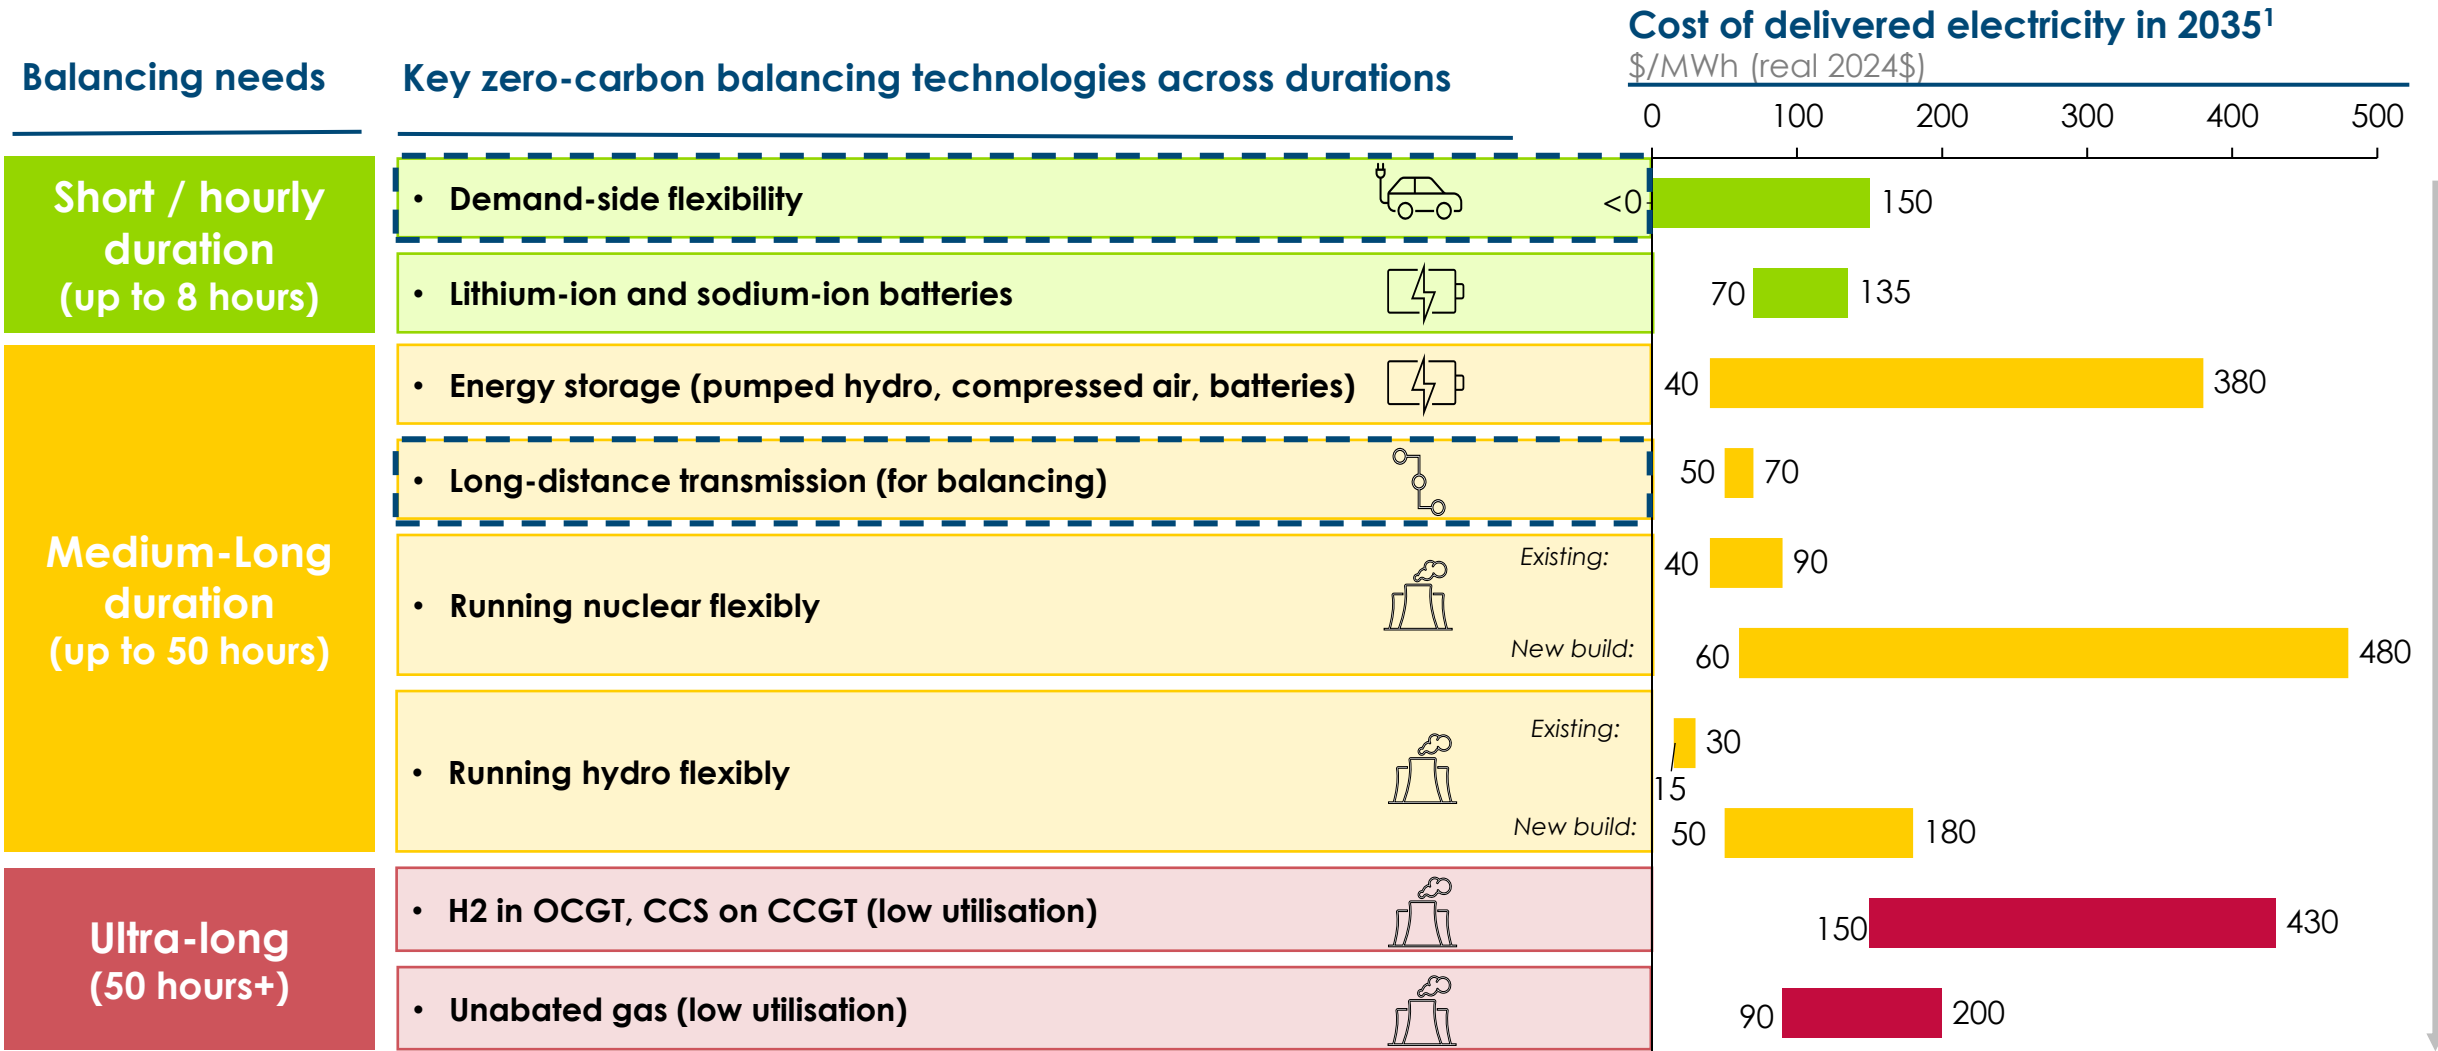 Cost of delivered electricity in 2035¹
$/MWh (real 2024$)
Balancing needs
Key zero-carbon balancing technologies across durations
0 100 200 300 400 500
Short / hourly
duration
(up to 8 hours)
• Demand-side flexibility
<0 150
• Lithium-ion and sodium-ion batteries
70 135
Medium-Long
duration
(up to 50 hours)
• Energy storage (pumped hydro, compressed air, batteries)
40 380
• Long-distance transmission (for balancing)
50 70
• Running nuclear flexibly
Existing: 40 90
New build: 60 480
• Running hydro flexibly
Existing: 15 30
New build: 50 180
Ultra-long
(50 hours+)
• H2 in OCGT, CCS on CCGT (low utilisation)
150 430
• Unabated gas (low utilisation)
90 200